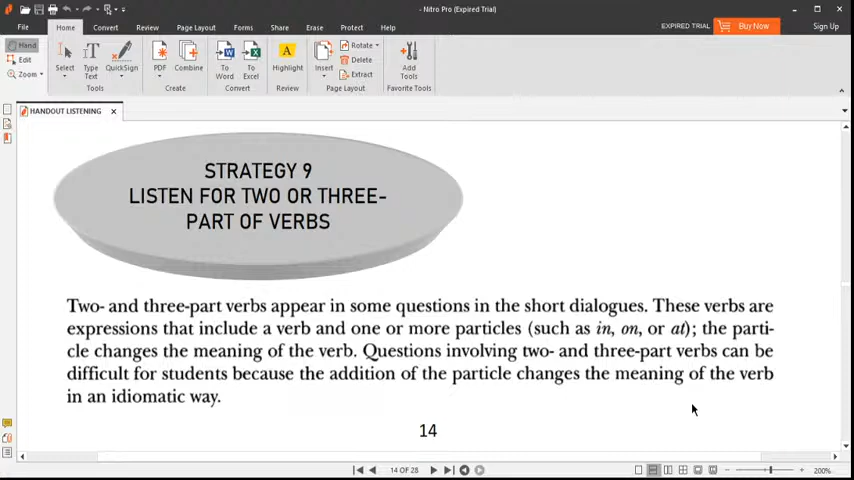 - Nitro Pro (Expired Trial)
File Home Convert Review Page Layout Forms Share Erase Protect Help EXPIRED TRIAL Buy Now Sign Up
Hand
Edit
Zoom
Select
Type Text
QuickSign
Tools
PDF
Combine
Create
To Word
To Excel
Convert
Highlight
Review
Insert
Rotate
Delete
Extract
Page Layout
Add Tools
Favorite Tools
HANDOUT LISTENING
STRATEGY 9
LISTEN FOR TWO OR THREE-
PART OF VERBS
Two- and three-part verbs appear in some questions in the short dialogues. These verbs are
expressions that include a verb and one or more particles (such as in, on, or at); the parti-
cle changes the meaning of the verb. Questions involving two- and three-part verbs can be
difficult for students because the addition of the particle changes the meaning of the verb
in an idiomatic way.
14
14 OF 28
200%